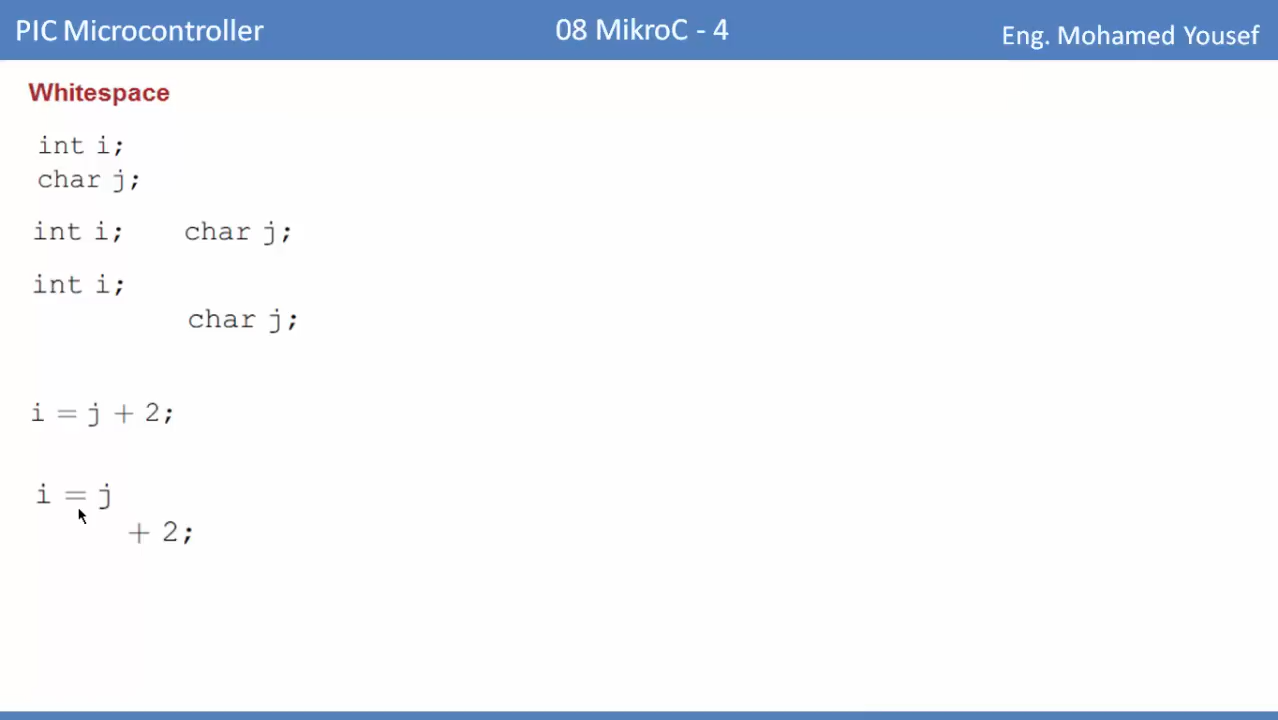 PIC Microcontroller
08 MikroC - 4
Eng. Mohamed Yousef
Whitespace
int i;
char j;
int i; char j;
int i;
char j;
i = j + 2;
i = j
+ 2;